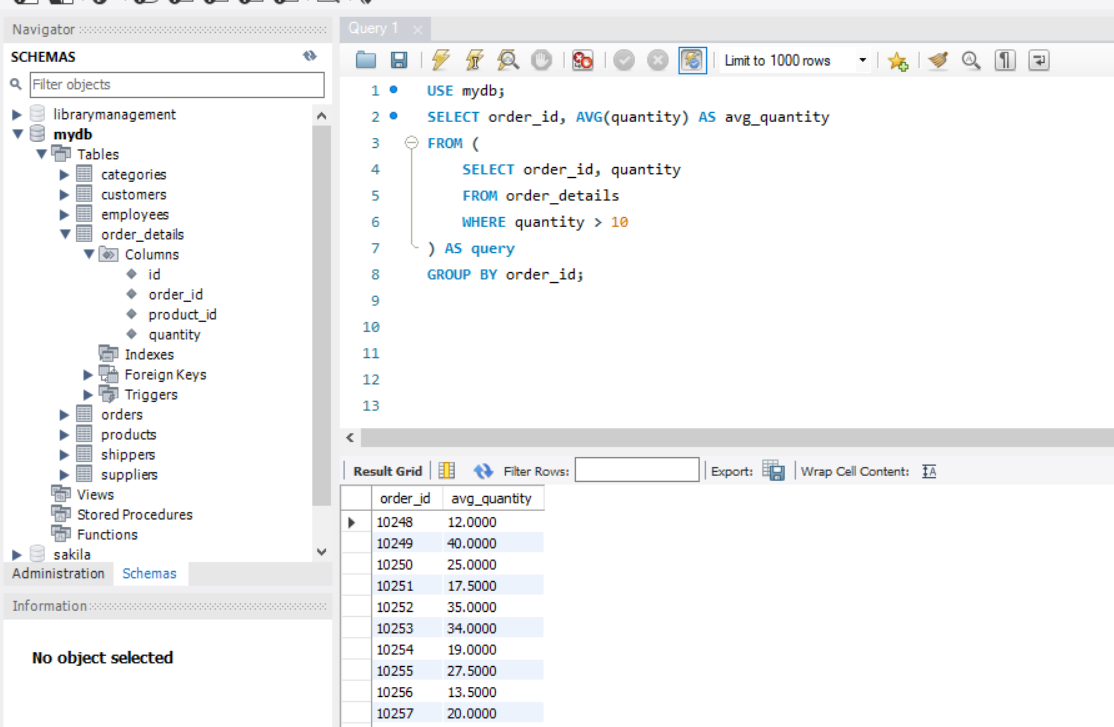 Navigator
SCHEMAS
Filter objects
librarymanagement
mydb
Tables
categories
customers
employees
order_details
Columns
id
order_id
product_id
quantity
Indexes
Foreign Keys
Triggers
orders
products
shippers
suppliers
Views
Stored Procedures
Functions
sakila
Administration Schemas
Information
No object selected
Query 1
Limit to 1000 rows
1 USE mydb;
2 SELECT order_id, AVG(quantity) AS avg_quantity
3 FROM (
4 SELECT order_id, quantity
5 FROM order_details
6 WHERE quantity > 10
7 ) AS query
8 GROUP BY order_id;
9
10
11
12
13
Result Grid Filter Rows: Export: Wrap Cell Content: IA
order_id avg_quantity
10248 12.0000
10249 40.0000
10250 25.0000
10251 17.5000
10252 35.0000
10253 34.0000
10254 19.0000
10255 27.5000
10256 13.5000
10257 20.0000